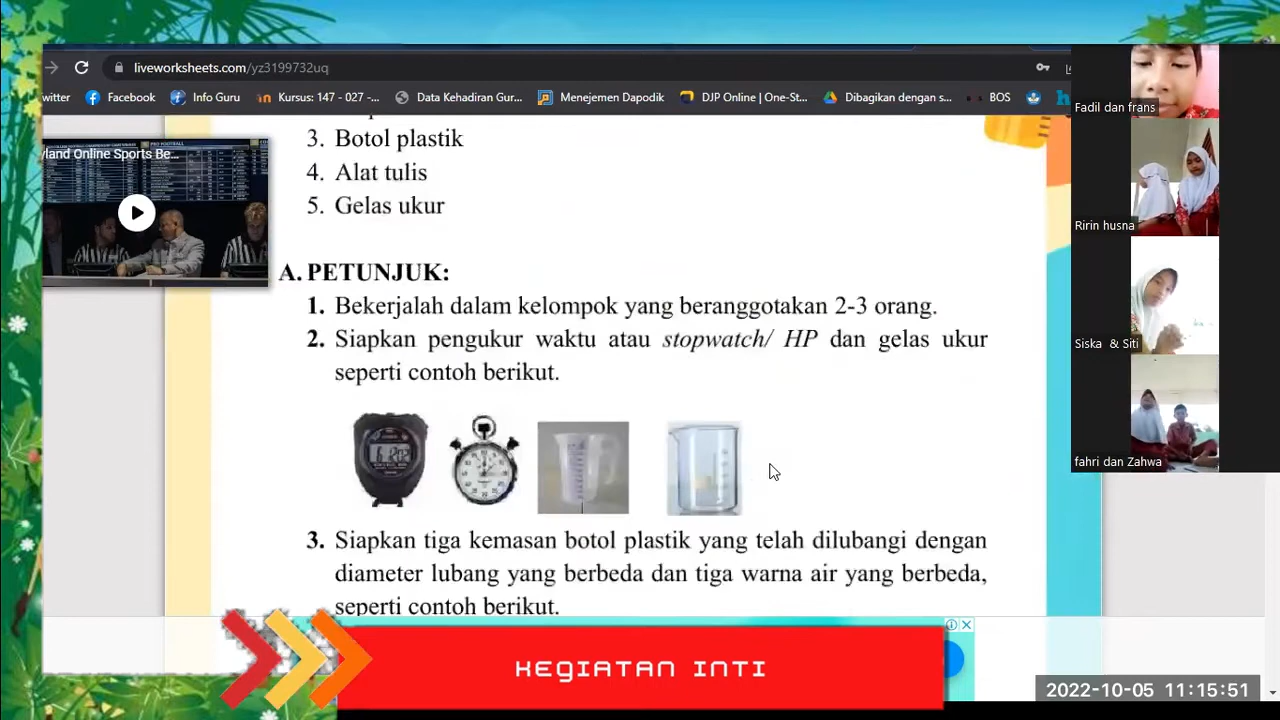 liveworksheets.com/yz3199732uq
witter
Facebook
Info Guru
Kursus: 147 - 027 -...
Data Kehadiran Gur...
Menejemen Dapodik
DJP Online | One-St...
Dibagikan dengan s...
BOS
yland Online Sports Be...
3. Botol plastik
4. Alat tulis
5. Gelas ukur
A. PETUNJUK:
1. Bekerjalah dalam kelompok yang beranggotakan 2-3 orang.
2. Siapkan pengukur waktu atau stopwatch/ HP dan gelas ukur
seperti contoh berikut.
3. Siapkan tiga kemasan botol plastik yang telah dilubangi dengan
diameter lubang yang berbeda dan tiga warna air yang berbeda,
seperti contoh berikut.
Fadil dan frans
Ririn husna
Siska & Siti
fahri dan Zahwa
KEGIATAN INTI
2022-10-05 11:15:51